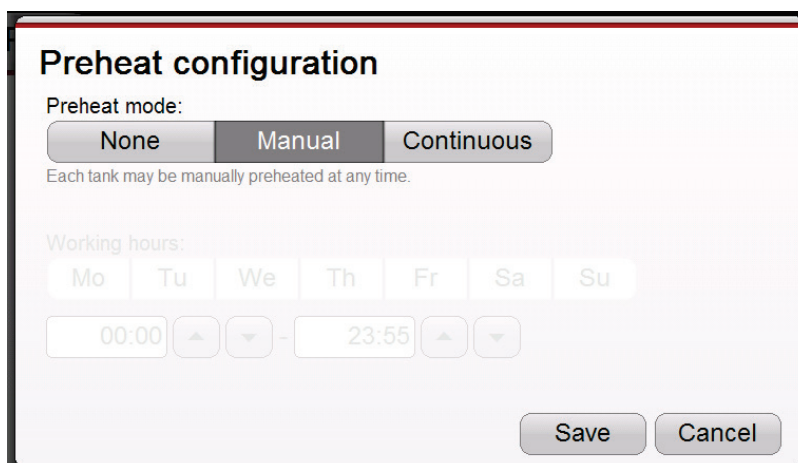 Preheat configuration
Preheat mode:
None Manual Continuous
Each tank may be manually preheated at any time.
Working hours:
Mo Tu We Th Fr Sa Su
00:00 - 23:55
Save Cancel